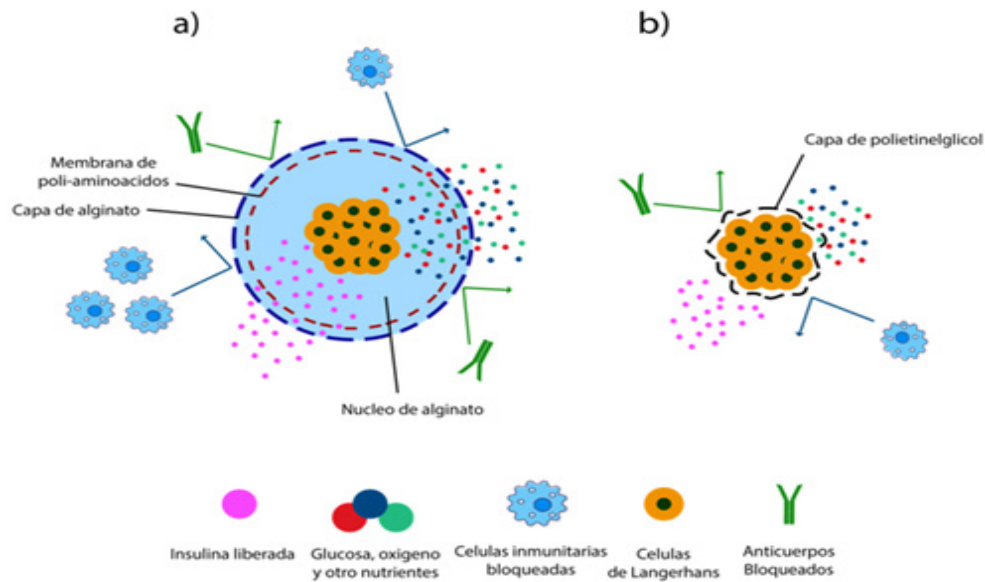 a)
b)
Capa de polietinelglicol
Membrana de
poli-aminoacidos
Capa de alginato
Nucleo de alginato
Insulina liberada
Glucosa, oxigeno
y otro nutrientes
Celulas inmunitarias
bloqueadas
Celulas
de Langerhans
Anticuerpos
Bloqueados